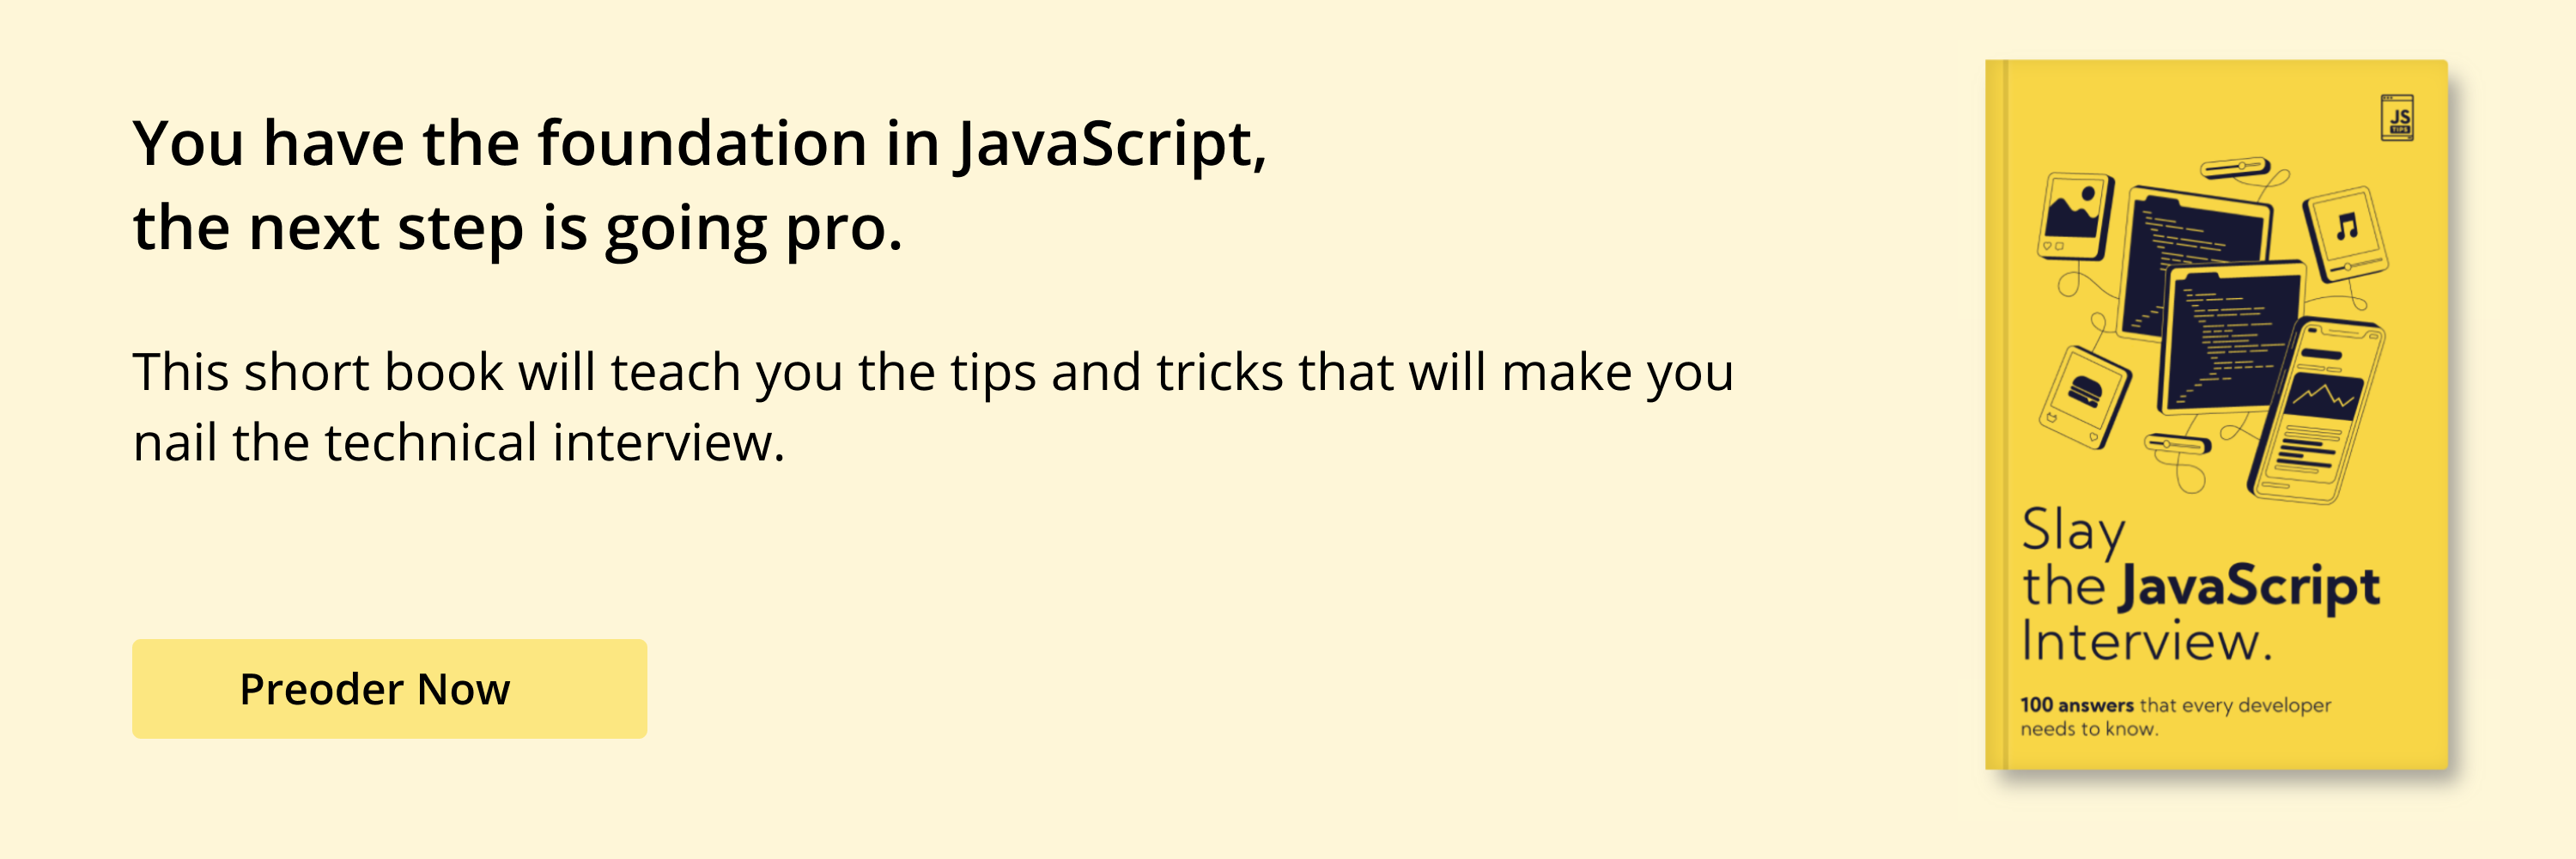 You have the foundation in JavaScript,
the next step is going pro.
This short book will teach you the tips and tricks that will make you
nail the technical interview.
Preoder Now
JS
TIPS
Slay
the JavaScript
Interview.
100 answers that every developer
needs to know.